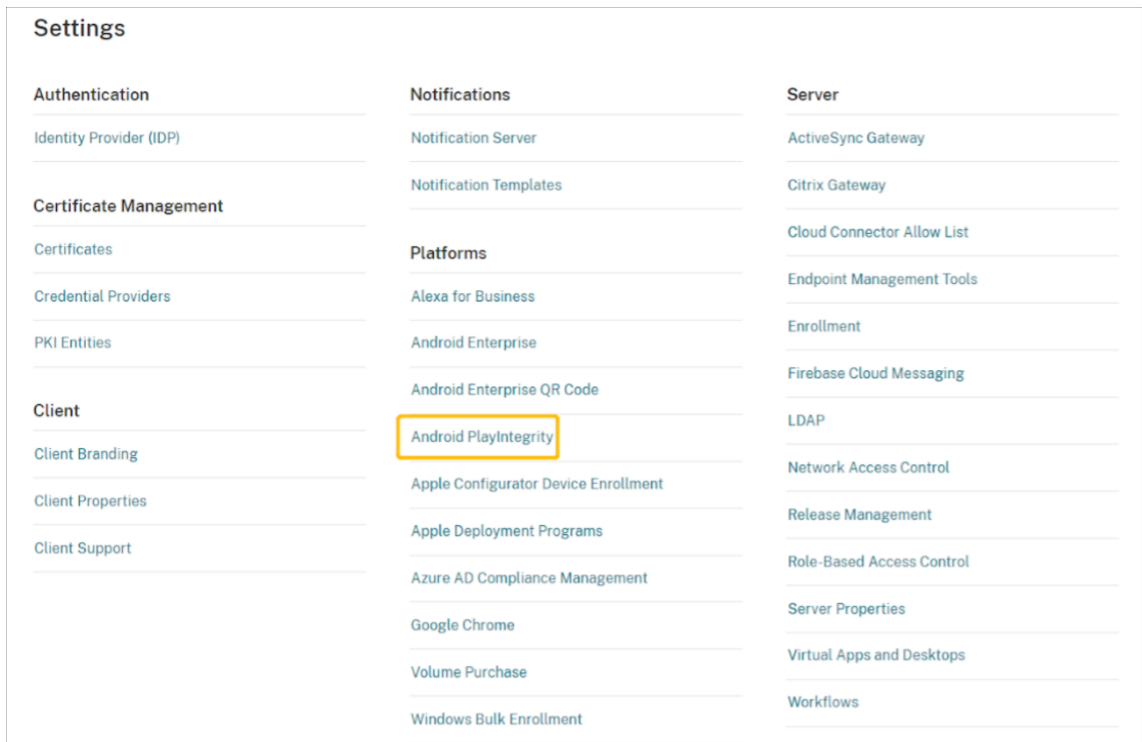 Settings
Authentication
Identity Provider (IDP)
Certificate Management
Certificates
Credential Providers
PKI Entities
Client
Client Branding
Client Properties
Client Support
Notifications
Notification Server
Notification Templates
Platforms
Alexa for Business
Android Enterprise
Android Enterprise QR Code
Android PlayIntegrity
Apple Configurator Device Enrollment
Apple Deployment Programs
Azure AD Compliance Management
Google Chrome
Volume Purchase
Windows Bulk Enrollment
Server
ActiveSync Gateway
Citrix Gateway
Cloud Connector Allow List
Endpoint Management Tools
Enrollment
Firebase Cloud Messaging
LDAP
Network Access Control
Release Management
Role-Based Access Control
Server Properties
Virtual Apps and Desktops
Workflows